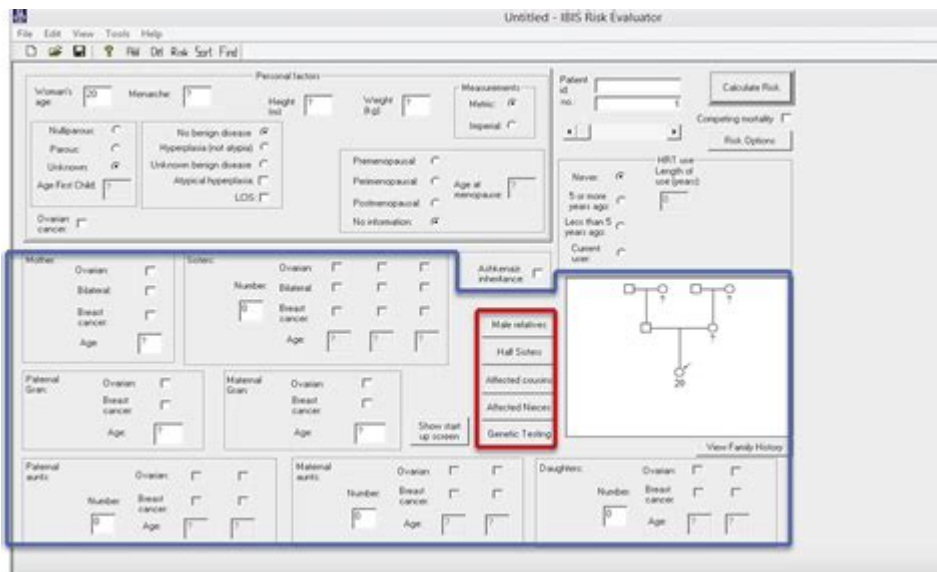 Untitled - IBIS Risk Evaluator
File Edit View Tools Help
Risk Sort Find
Personal factors
Woman's age: 20
Menarche: ?
Height (m): ?
Weight (kg): ?
Measurements
Metric:
Imperial:
Nulliparous:
Parous:
Unknown:
Age First Child: ?
No benign disease
Hyperplasia (not atypia)
Unknown benign disease
Atypical hyperplasia:
Premenopausal:
Perimenopausal:
Postmenopausal:
No information:
Age at menopause: ?
Ovarian cancer:
Patient id:
no.: 1
Calculate Risk
Competing mortality
Risk Options
HRT use
Never:
5 or more years ago:
Less than 5 years ago:
Current user:
Length of use (years):
0
Mother:
Ovarian:
Bilateral:
Breast cancer:
Age: ?
Sisters:
Number: 0
Ovarian:
Bilateral:
Breast cancer:
Age: ? ? ?
Ashkenazi inheritance:
Male relatives
Half Sisters
Affected cousins
Affected Nieces
Genetic Testing
Show start up screen
? ?
?
20
View Family History
Paternal Gran:
Ovarian:
Breast cancer:
Age: ?
Maternal Gran:
Ovarian:
Breast cancer:
Age: ?
Paternal aunts:
Number: 0
Ovarian:
Breast cancer:
Age: ? ?
Maternal aunts:
Number: 0
Ovarian:
Breast cancer:
Age: ? ?
Daughters:
Number: 0
Ovarian:
Breast cancer:
Age: ? ?